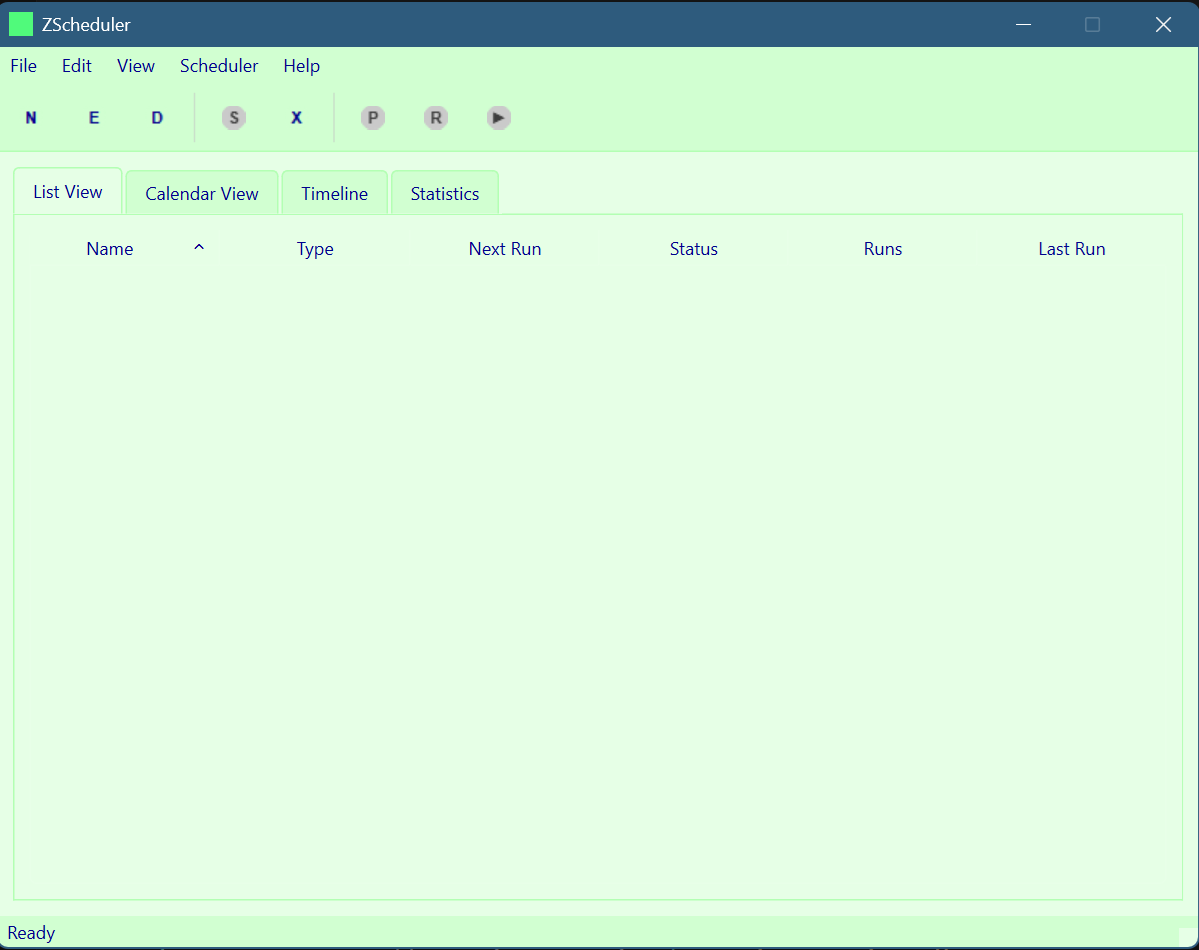 ZScheduler
File Edit View Scheduler Help
N E D S X P R
List View Calendar View Timeline Statistics
Name Type Next Run Status Runs Last Run
Ready